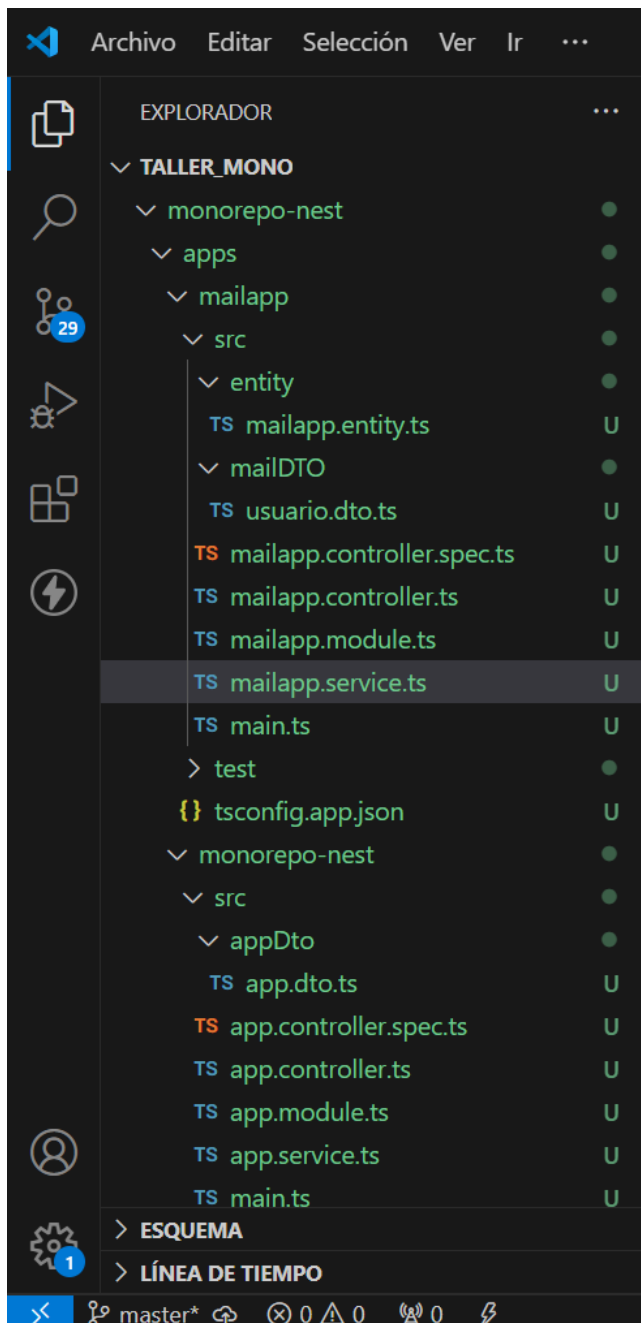 Archivo Editar Selección Ver Ir ...
EXPLORADOR ...
TALLER_MONO
monorepo-nest
apps
mailapp
29
src
entity
TS mailapp.entity.ts U
mailDTO
TS usuario.dto.ts U
TS mailapp.controller.spec.ts U
TS mailapp.controller.ts U
TS mailapp.module.ts U
TS mailapp.service.ts U
TS main.ts U
test
{} tsconfig.app.json U
monorepo-nest
src
appDto
TS app.dto.ts U
TS app.controller.spec.ts U
TS app.controller.ts U
TS app.module.ts U
TS app.service.ts U
TS main.ts U
ESQUEMA
1
LÍNEA DE TIEMPO
master* 0 0 0